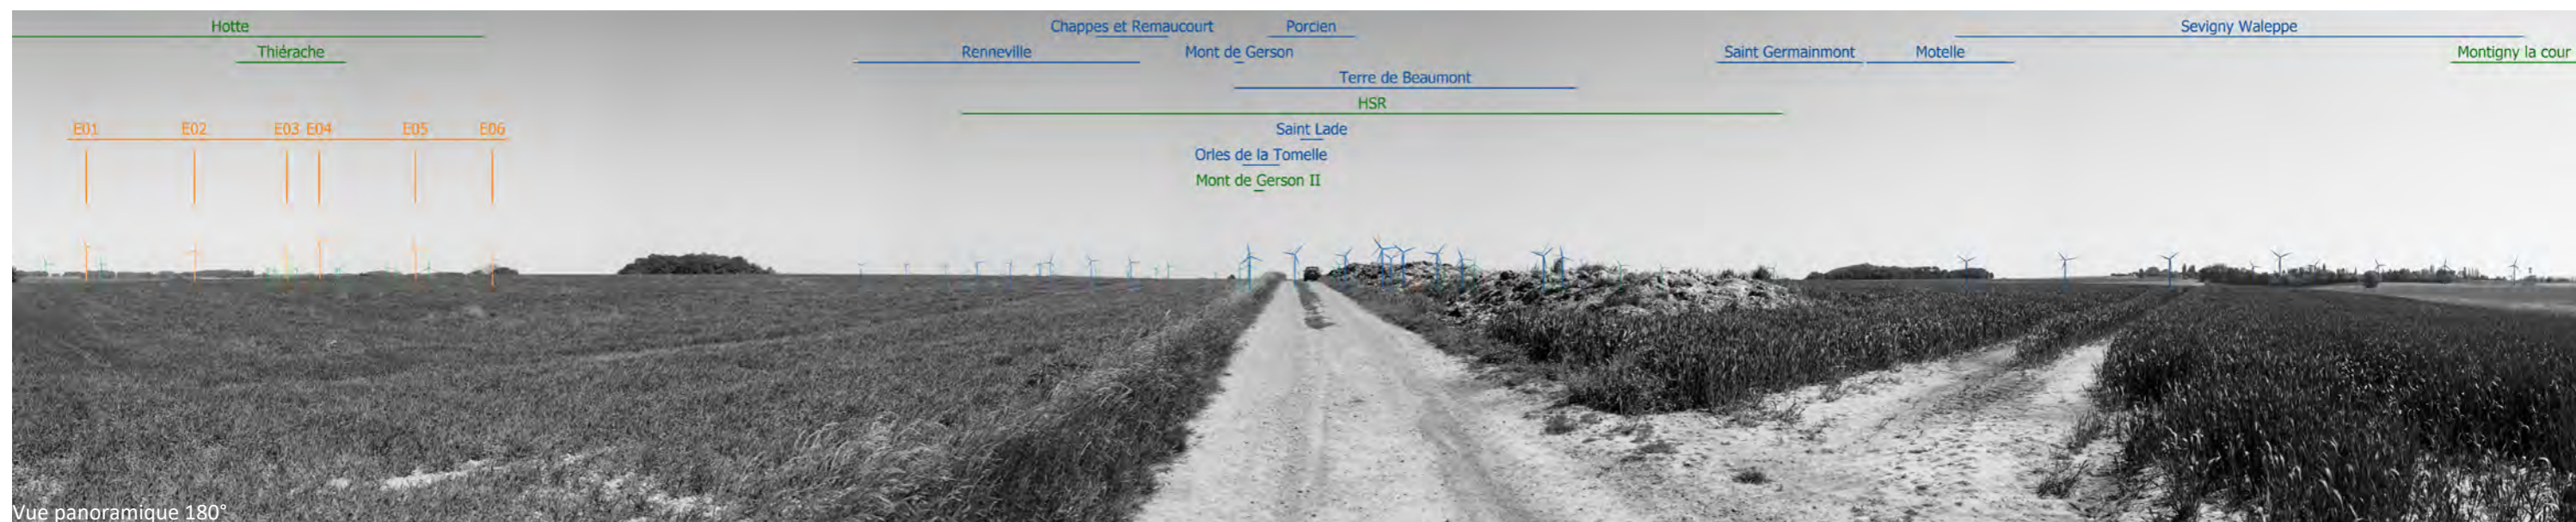 Hotte
Chappes et Remaucourt
Porcien
Sevigny Waleppe
Thiérache
Renneville
Mont de Gerson
Saint Germainmont
Motelle
Montigny la cour
Terre de Beaumont
HSR
E01 E02 E03 E04 E05 E06
Saint Lade
Orles de la Tomelle
Mont de Gerson II
Vue panoramique 180°